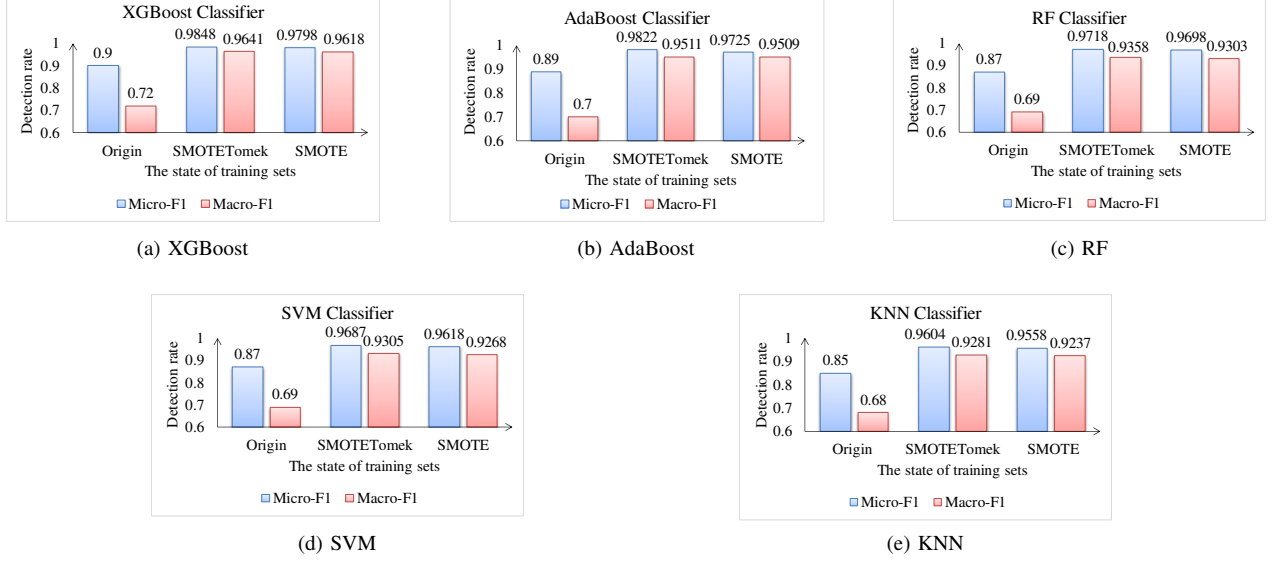 XGBoost Classifier
0.9848
0.9798
0.9641
0.9618
0.9
0.72
1
0.9
0.8
0.7
0.6
Detection rate
Origin SMOTETomek SMOTE
The state of training sets
Micro-F1 Macro-F1
(a) XGBoost
AdaBoost Classifier
0.9822
0.9725
0.9511
0.9509
0.89
0.7
1
0.9
0.8
0.7
0.6
Detection rate
Origin SMOTETomek SMOTE
The state of training sets
Micro-F1 Macro-F1
(b) AdaBoost
RF Classifier
0.9718
0.9698
0.9358
0.9303
0.87
0.69
1
0.9
0.8
0.7
0.6
Detection rate
Origin SMOTETomek SMOTE
The state of training sets
Micro-F1 Macro-F1
(c) RF
SVM Classifier
0.9687
0.9618
0.9305
0.9268
0.87
0.69
1
0.9
0.8
0.7
0.6
Detection rate
Origin SMOTETomek SMOTE
The state of training sets
Micro-F1 Macro-F1
(d) SVM
KNN Classifier
0.9604
0.9558
0.9281
0.9237
0.85
0.68
1
0.9
0.8
0.7
0.6
Detection rate
Origin SMOTETomek SMOTE
The state of training sets
Micro-F1 Macro-F1
(e) KNN